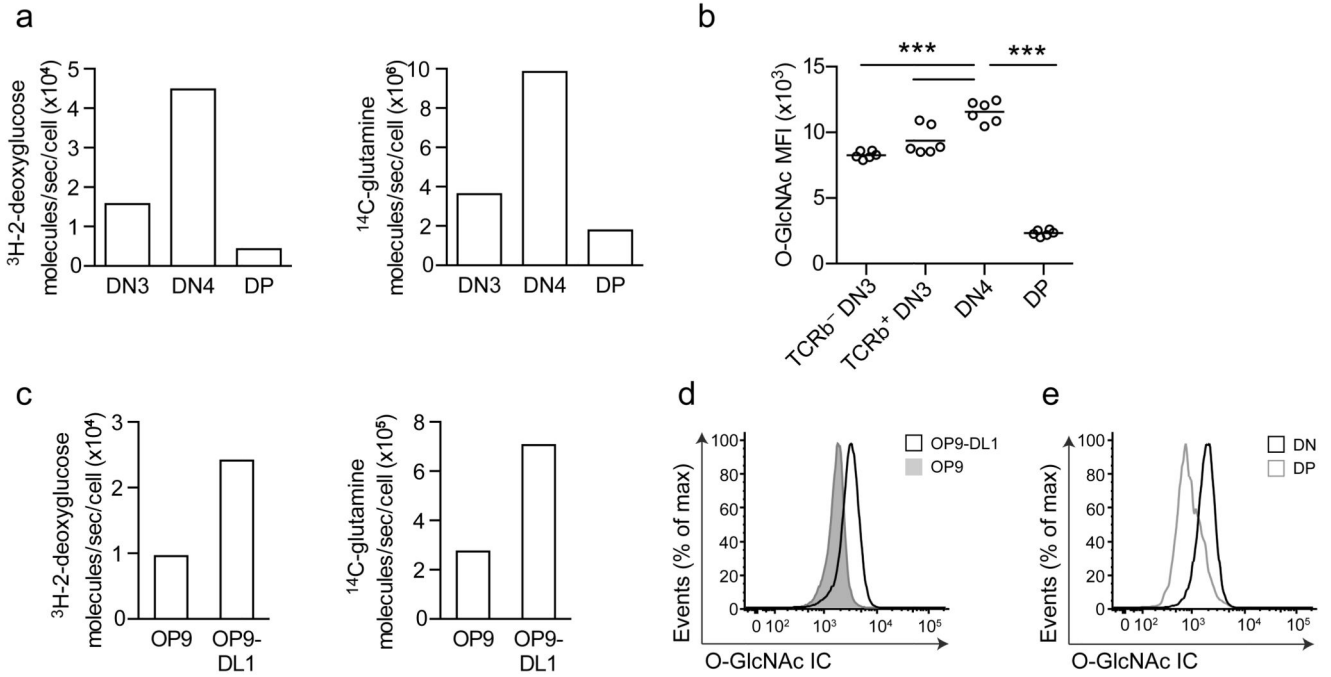 a
³H-2-deoxyglucose
molecules/sec/cell (x10⁴)
5
4
3
2
1
0
DN3 DN4 DP
¹⁴C-glutamine
molecules/sec/cell (x10⁶)
10
8
6
4
2
0
DN3 DN4 DP
b
*** ***
O-GlcNAc MFI (x10³)
15
10
5
0
TCRb⁻ DN3
TCRb⁺ DN3
DN4
DP
c
³H-2-deoxyglucose
molecules/sec/cell (x10⁴)
3
2
1
0
OP9 OP9-
DL1
¹⁴C-glutamine
molecules/sec/cell (x10⁵)
8
6
4
2
0
OP9 OP9-
DL1
d
OP9-DL1
OP9
Events (% of max)
100
80
60
40
20
0
0 10² 10³ 10⁴ 10⁵
O-GlcNAc IC
e
DN
DP
Events (% of max)
100
80
60
40
20
0
0 10² 10³ 10⁴ 10⁵
O-GlcNAc IC